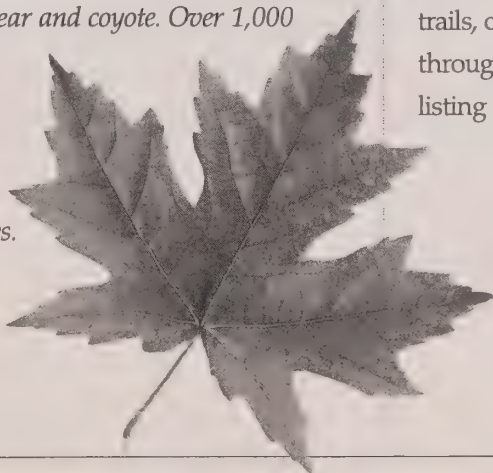 ear and coyote. Over 1,000
s.
trails,
throug
listing